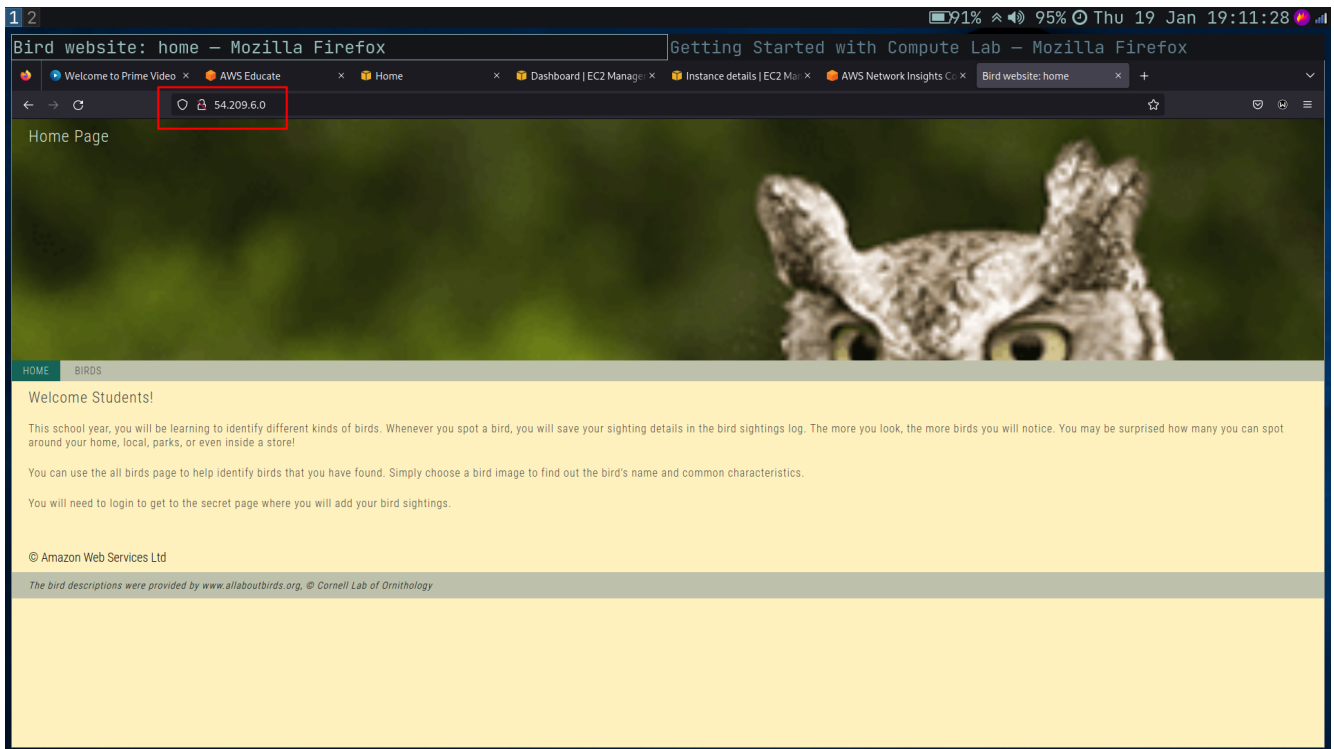 1 2
91% 95% Thu 19 Jan 19:11:28
Bird website: home — Mozilla Firefox
Getting Started with Compute Lab — Mozilla Firefox
Welcome to Prime Video × AWS Educate × Home × Dashboard | EC2 Manager × Instance details | EC2 Man × AWS Network Insights Co × Bird website: home × +
54.209.6.0
Home Page
HOME BIRDS
Welcome Students!
This school year, you will be learning to identify different kinds of birds. Whenever you spot a bird, you will save your sighting details in the bird sightings log. The more you look, the more birds you will notice. You may be surprised how many you can spot
around your home, local, parks, or even inside a store!
You can use the all birds page to help identify birds that you have found. Simply choose a bird image to find out the bird's name and common characteristics.
You will need to login to get to the secret page where you will add your bird sightings.
© Amazon Web Services Ltd
The bird descriptions were provided by www.allaboutbirds.org, © Cornell Lab of Ornithology